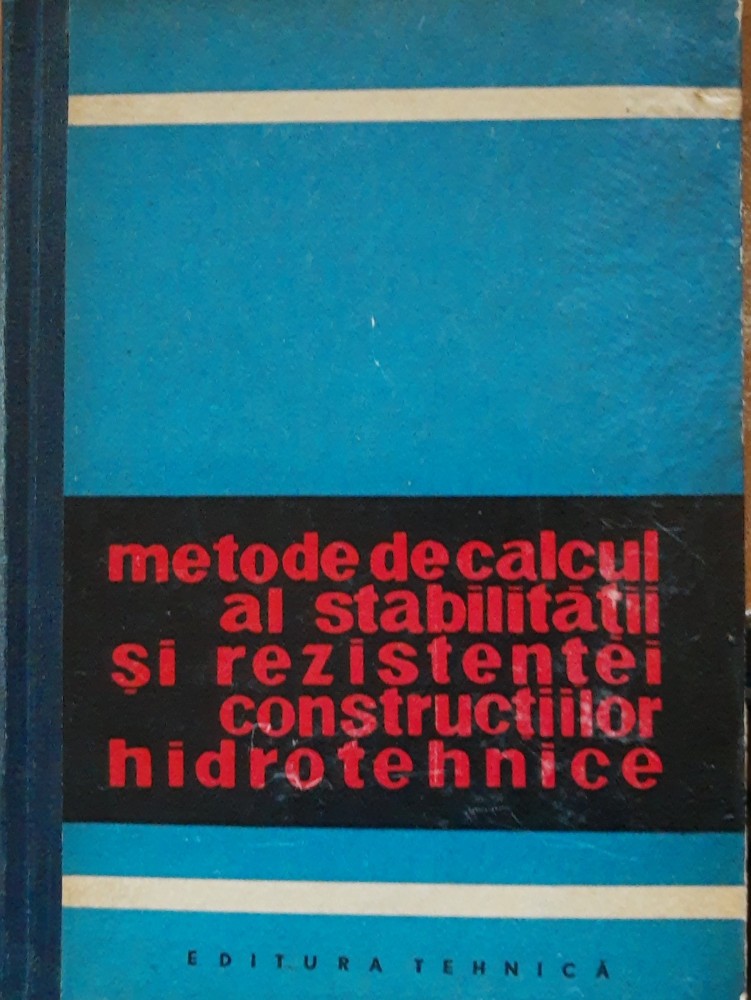 metode de calcul
al stabilității
și rezistenței
construcțiilor
hidrotehnice
EDITURA TEHNICĂ